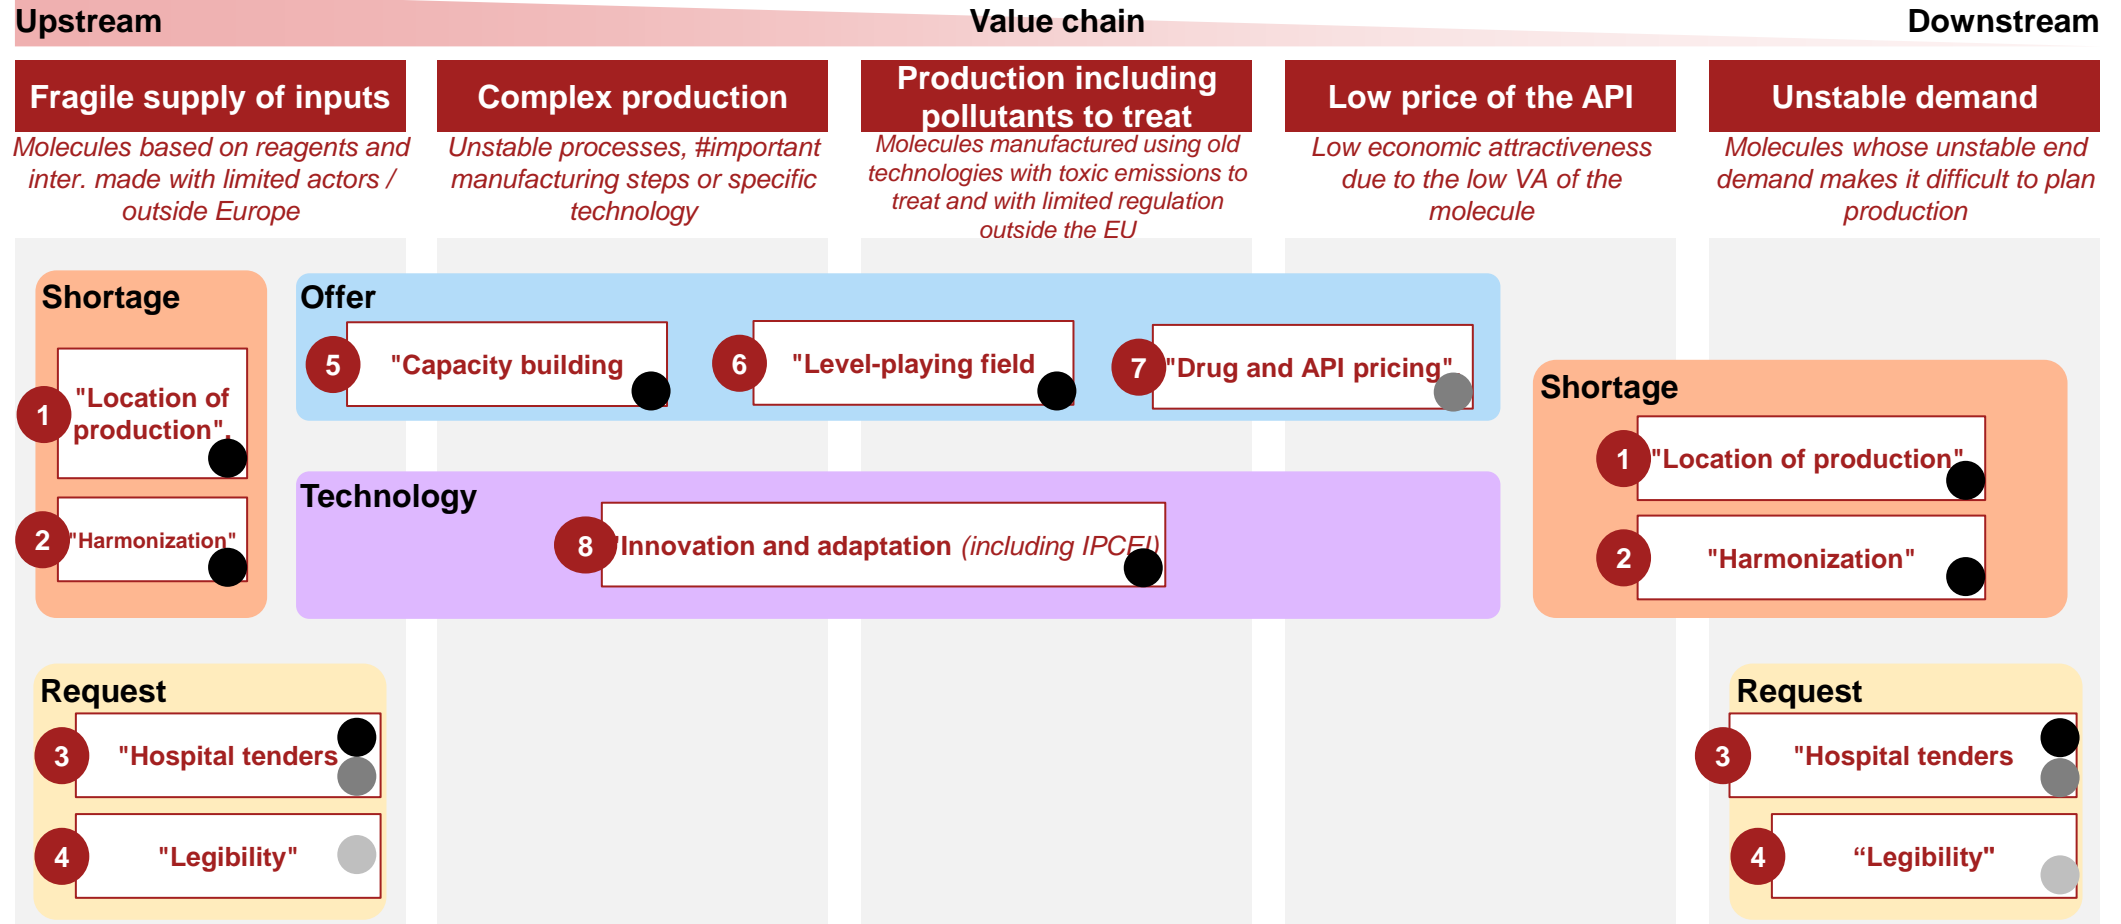 Upstream
Value chain
Downstream
Fragile supply of inputs
Complex production
Production including
pollutants to treat
Low price of the API
Unstable demand
Molecules based on reagents and
inter. made with limited actors /
outside Europe
Unstable processes, #important
manufacturing steps or specific
technology
Molecules manufactured using old
technologies with toxic emissions to
treat and with limited regulation
outside the EU
Low economic attractiveness
due to the low VA of the
molecule
Molecules whose unstable end
demand makes it difficult to plan
production
Shortage
1
"Location of
production",
2
"Harmonization"
Offer
5
"Capacity building
6
"Level-playing field
7
"Drug and API pricing"
Technology
8
"Innovation and adaptation (including IPCEI)
Shortage
1
"Location of production"
2
"Harmonization"
Request
3
"Hospital tenders
4
"Legibility"
Request
3
"Hospital tenders
4
“Legibility"